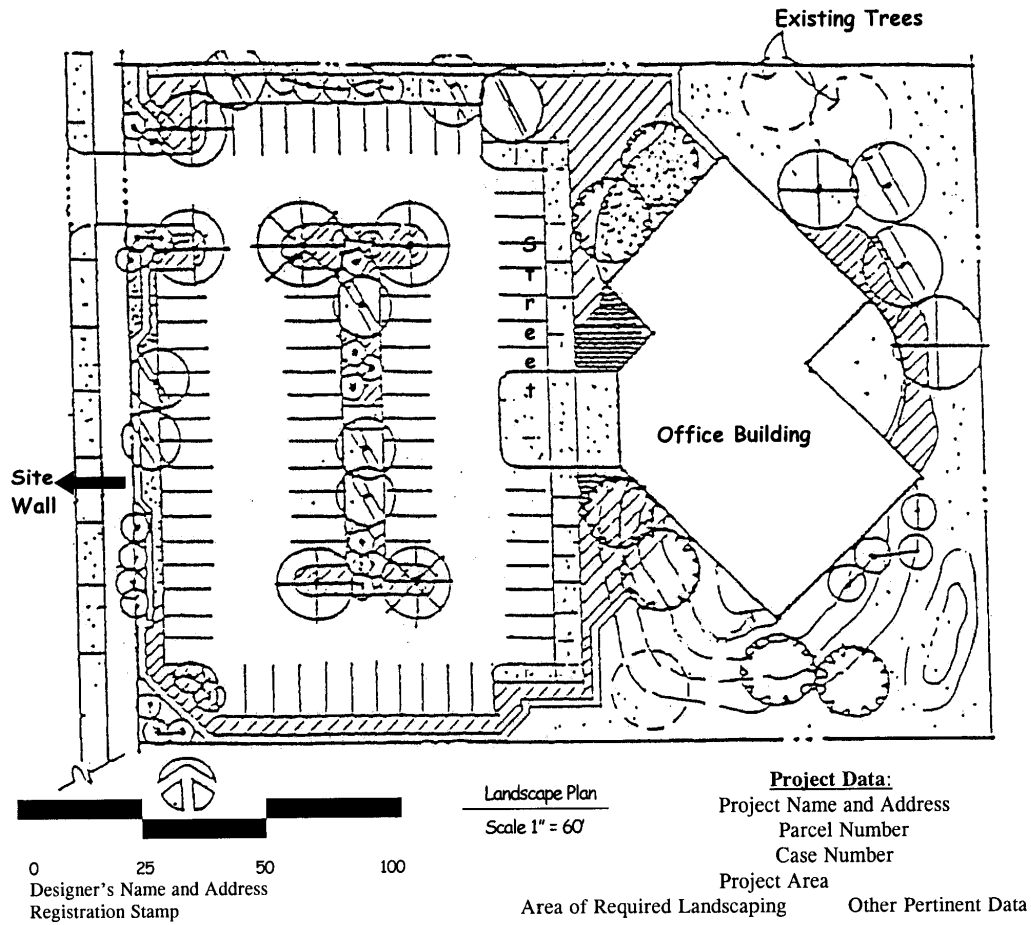 Existing Trees
Street
Office Building
Site
Wall
Landscape Plan
Scale 1" = 60'
Project Data:
Project Name and Address
Parcel Number
Case Number
Project Area
Area of Required Landscaping Other Pertinent Data
0 25 50 100
Designer's Name and Address
Registration Stamp